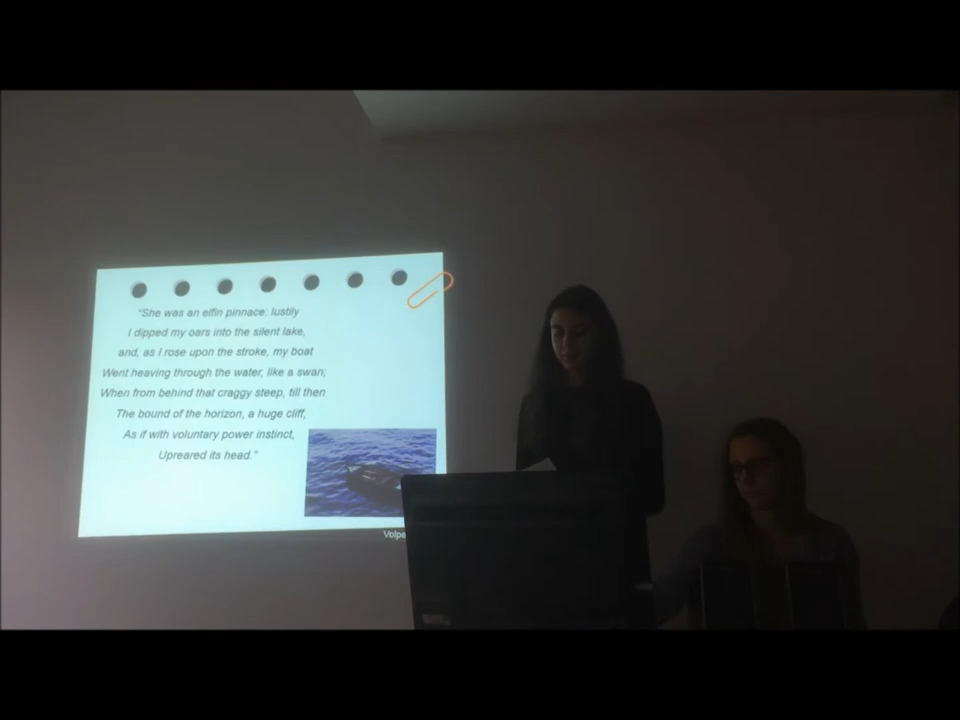 "She was an elfin pinnace: lustily
I dipped my oars into the silent lake,
and, as I rose upon the stroke, my boat
Went heaving through the water, like a swan;
When from behind that craggy steep, till then
The bound of the horizon, a huge cliff,
As if with voluntary power instinct,
Upreared its head."
Volpe